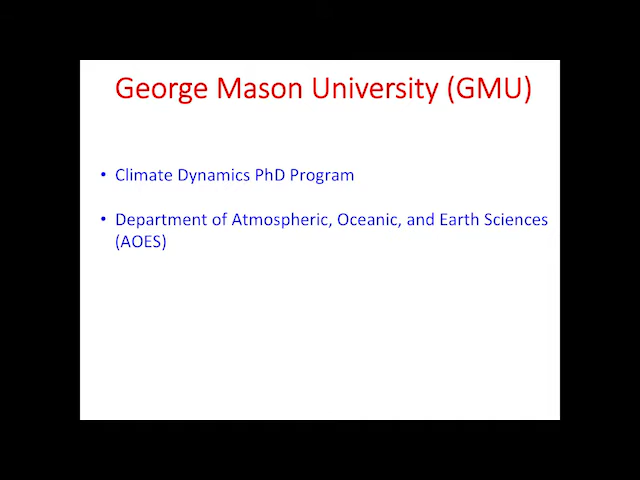 George Mason University (GMU)
• Climate Dynamics PhD Program
• Department of Atmospheric, Oceanic, and Earth Sciences
(AOES)